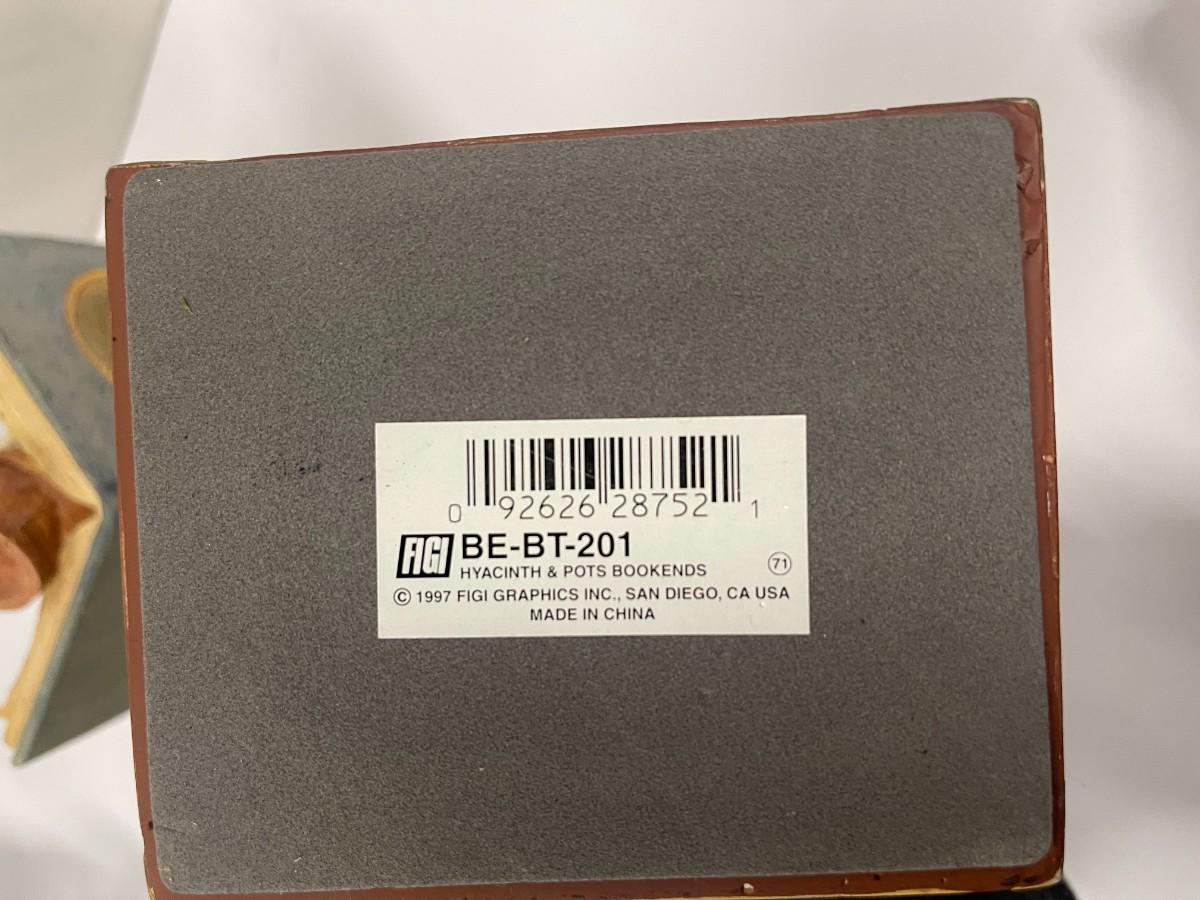 0 92626 28752 1
FIGI BE-BT-201
HYACINTH & POTS BOOKENDS 71
© 1997 FIGI GRAPHICS INC., SAN DIEGO, CA USA
MADE IN CHINA